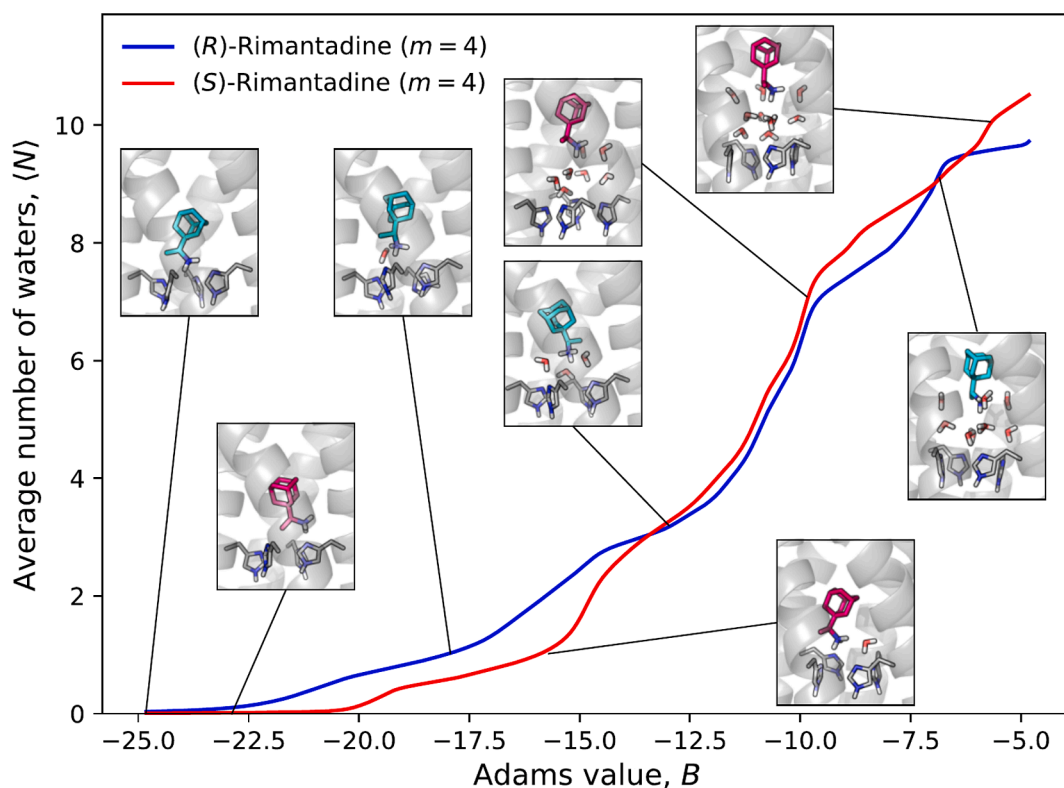 (R)-Rimantadine (m = 4)
(S)-Rimantadine (m = 4)
Average number of waters, ⟨N⟩
10
8
6
4
2
0
−25.0 −22.5 −20.0 −17.5 −15.0 −12.5 −10.0 −7.5 −5.0
Adams value, B